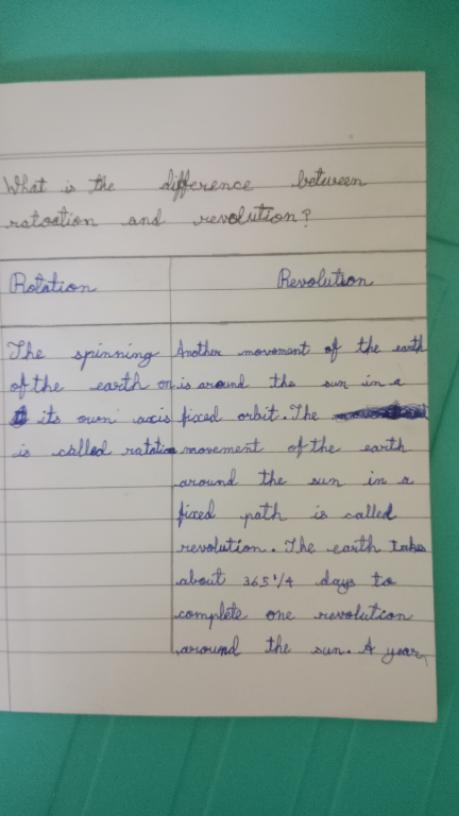 What is the difference between
rotoation and revolution?
Rotation
Revolution
The spinning
of the earth on
its own axis
is called rotation
Another movement of the earth
is around the sun in a
fixed orbit. The
movement of the earth
around the sun in a
fixed path is called
revolution. The earth takes
about 365 1/4 days to
complete one revolution
around the sun. A year,